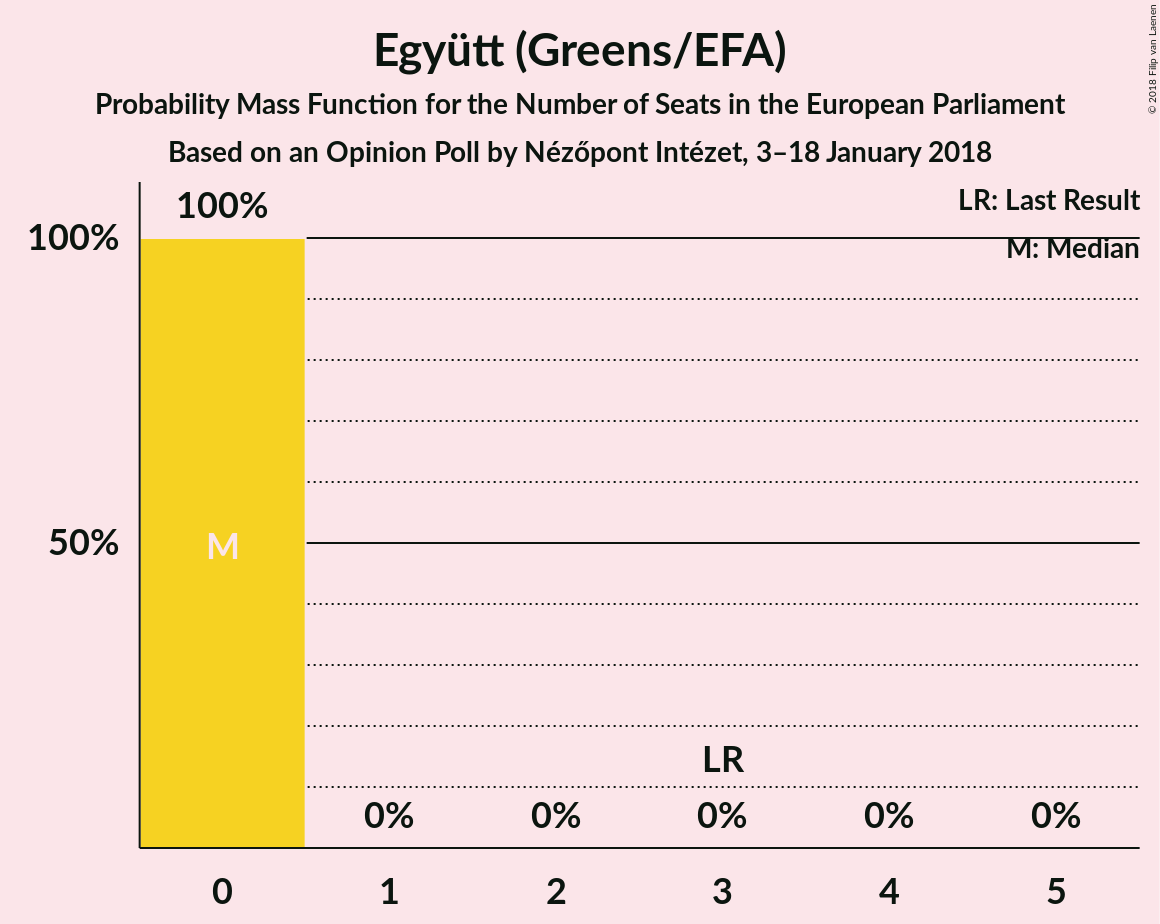 Együtt (Greens/EFA)
Probability Mass Function for the Number of Seats in the European Parliament
Based on an Opinion Poll by Nézőpont Intézet, 3–18 January 2018
© 2018 Filip van Laenen
LR: Last Result
M: Median
100%
100%
50%
M
LR
0% 0% 0% 0% 0%
0 1 2 3 4 5